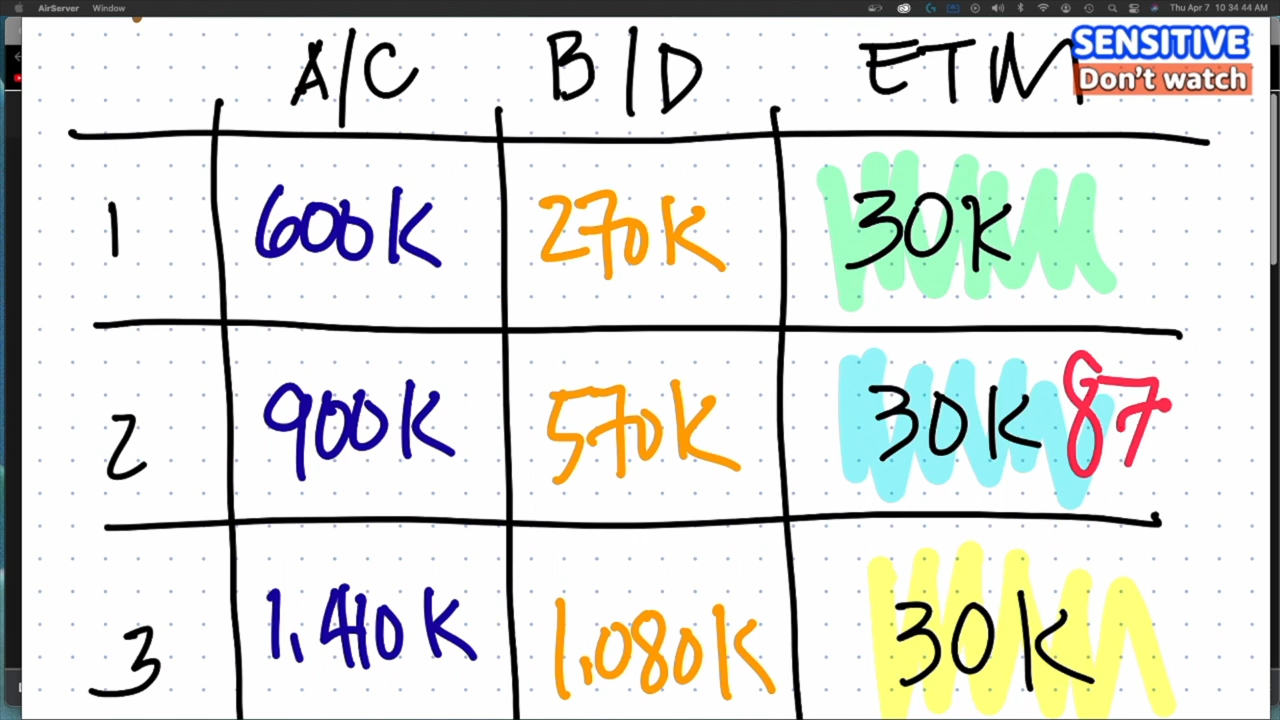 AirServer Window Thu Apr 7 10 34 44 AM
SENSITIVE
Don't watch
A/C B/D ETM
1 600K 270K 30K
2 900K 570K 30K 87
3 1.410K 1.080K 30K